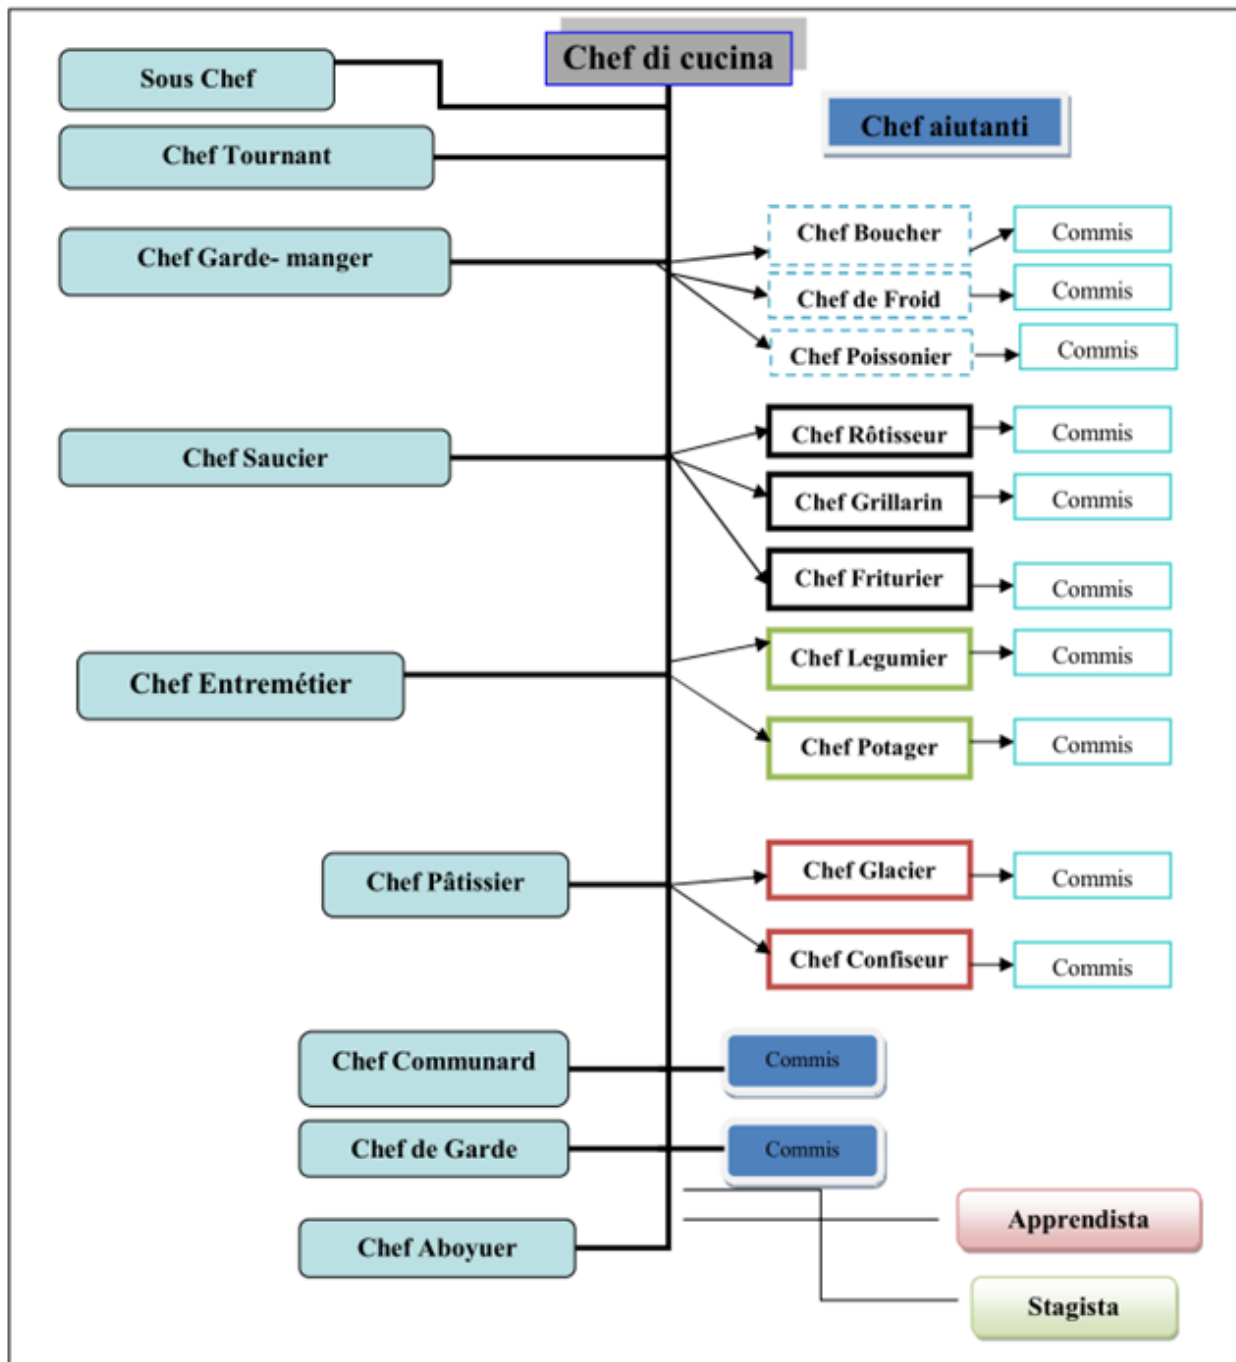 Chef di cucina
Sous Chef
Chef aiutanti
Chef Tournant
Chef Garde- manger
Chef Boucher
Commis
Chef de Froid
Commis
Chef Poissonier
Commis
Chef Saucier
Chef Rôtisseur
Commis
Chef Grillarin
Commis
Chef Friturier
Commis
Chef Entremétier
Chef Legumier
Commis
Chef Potager
Commis
Chef Pâtissier
Chef Glacier
Commis
Chef Confiseur
Commis
Chef Communard
Commis
Chef de Garde
Commis
Chef Aboyuer
Apprendista
Stagista